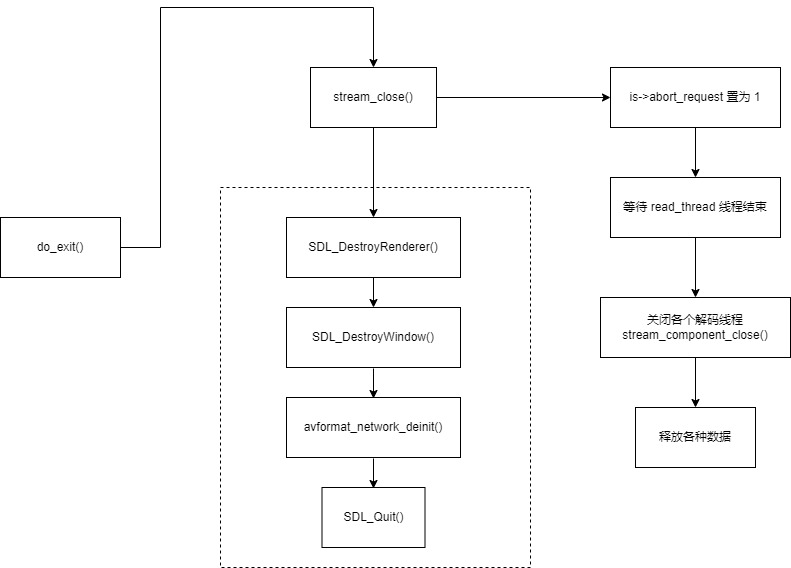 stream_close()
is->abort_request 置为 1
等待 read_thread 线程结束
do_exit()
SDL_DestroyRenderer()
SDL_DestroyWindow()
关闭各个解码线程
stream_component_close()
avformat_network_deinit()
释放各种数据
SDL_Quit()